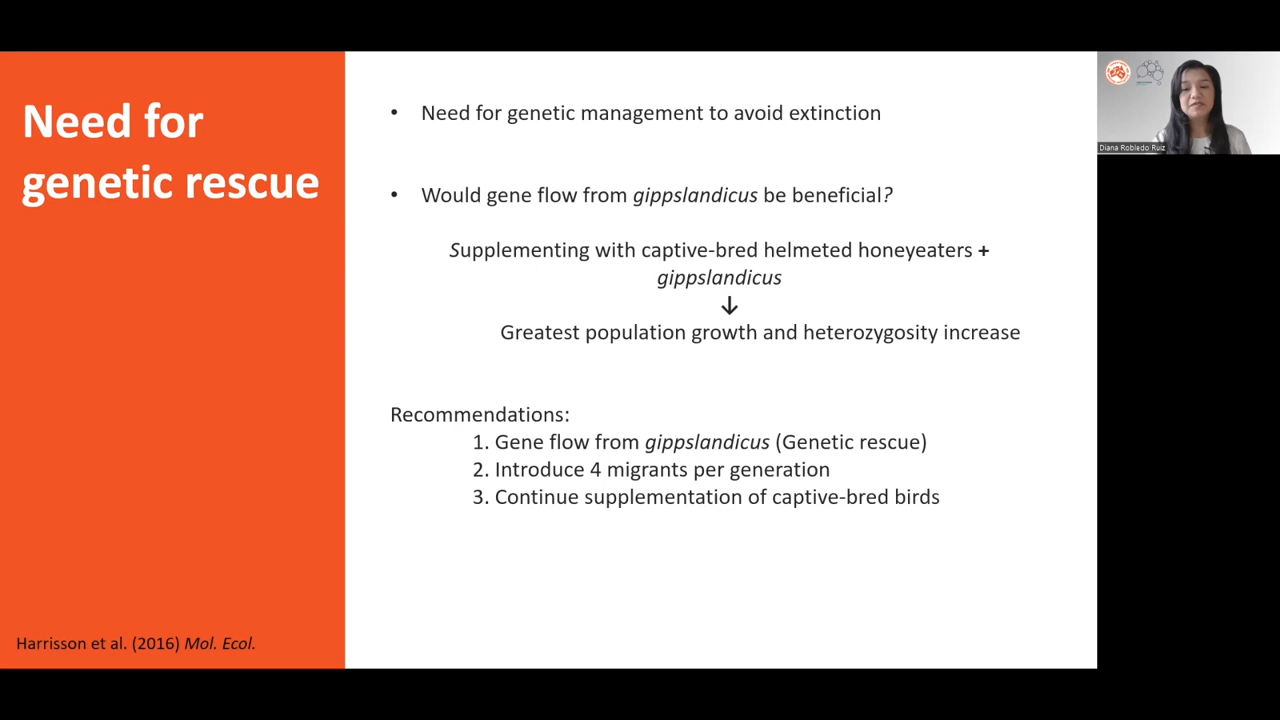 Need for
genetic rescue
• Need for genetic management to avoid extinction
• Would gene flow from gippslandicus be beneficial?
Supplementing with captive-bred helmeted honeyeaters +
gippslandicus
↓
Greatest population growth and heterozygosity increase
Recommendations:
1. Gene flow from gippslandicus (Genetic rescue)
2. Introduce 4 migrants per generation
3. Continue supplementation of captive-bred birds
Harrisson et al. (2016) Mol. Ecol.
Diana Robledo Ruiz